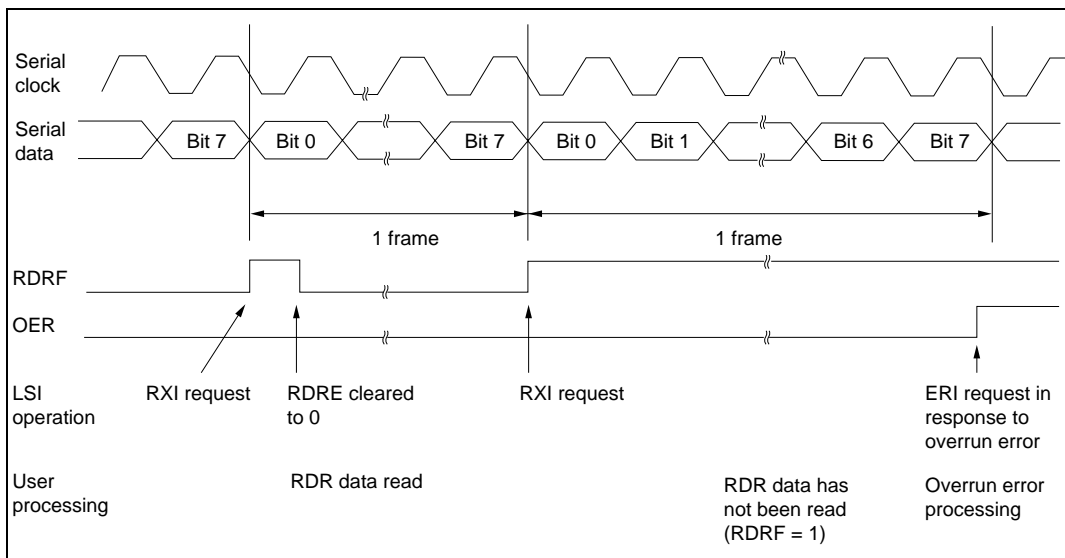 Serial
clock
Serial
data
Bit 7
Bit 0
Bit 7
Bit 0
Bit 1
Bit 6
Bit 7
1 frame
1 frame
RDRF
OER
LSI
operation
RXI request
RDRE cleared
to 0
RXI request
ERI request in
response to
overrun error
User
processing
RDR data read
RDR data has
not been read
(RDRF = 1)
Overrun error
processing